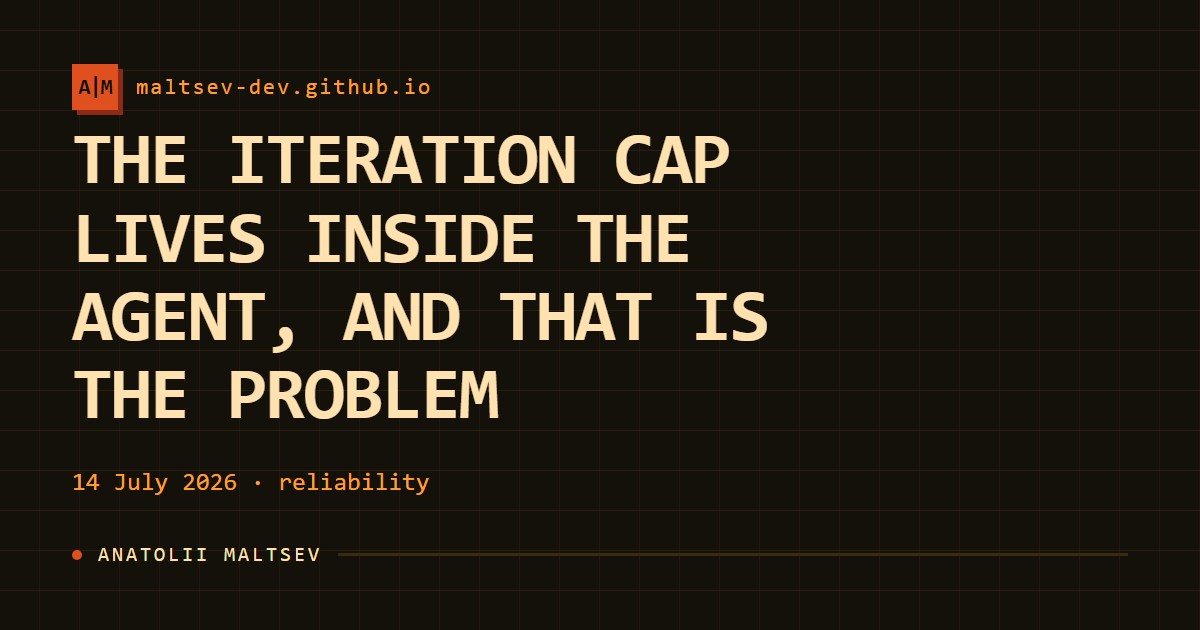 A|M maltsev-dev.github.io
THE ITERATION CAP
LIVES INSIDE THE
AGENT, AND THAT IS
THE PROBLEM
14 July 2026 · reliability
ANATOLII MALTSEV